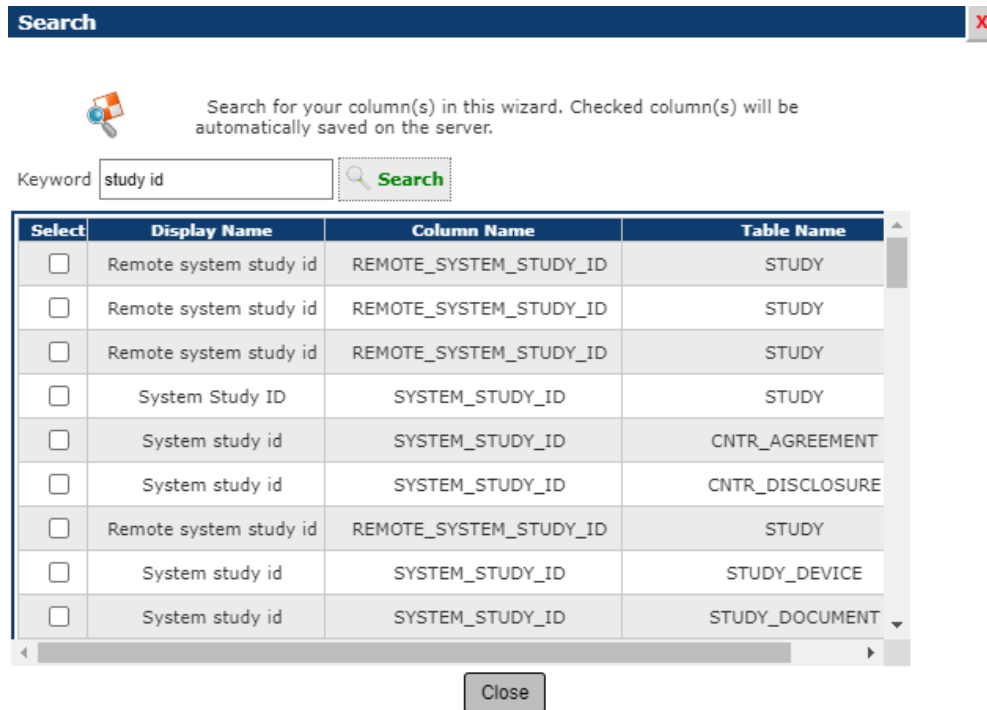 Search
X
Search for your column(s) in this wizard. Checked column(s) will be
automatically saved on the server.
Keyword study id Search
Select Display Name Column Name Table Name
Remote system study id REMOTE_SYSTEM_STUDY_ID STUDY
Remote system study id REMOTE_SYSTEM_STUDY_ID STUDY
Remote system study id REMOTE_SYSTEM_STUDY_ID STUDY
System Study ID SYSTEM_STUDY_ID STUDY
System study id SYSTEM_STUDY_ID CNTR_AGREEMENT
System study id SYSTEM_STUDY_ID CNTR_DISCLOSURE
Remote system study id REMOTE_SYSTEM_STUDY_ID STUDY
System study id SYSTEM_STUDY_ID STUDY_DEVICE
System study id SYSTEM_STUDY_ID STUDY_DOCUMENT
Close